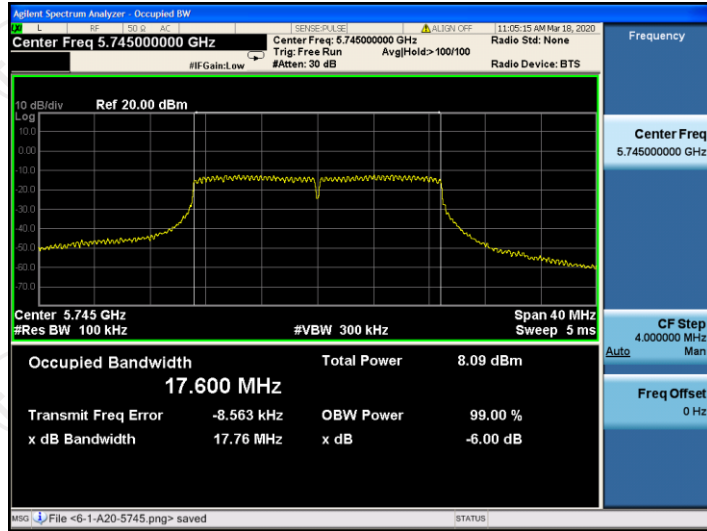 Agilent Spectrum Analyzer - Occupied BW
L RF 50 Ω AC SENSE:PULSE ALIGN OFF 11:05:15 AM Mar 18, 2020
Center Freq 5.745000000 GHz Center Freq: 5.745000000 GHz Radio Std: None
Trig: Free Run Avg|Hold:> 100/100
#IFGain:Low #Atten: 30 dB Radio Device: BTS
10 dB/div Ref 20.00 dBm
Log
10.0
0.00
-10.0
-20.0
-30.0
-40.0
-50.0
-60.0
-70.0
Center 5.745 GHz Span 40 MHz
#Res BW 100 kHz #VBW 300 kHz Sweep 5 ms
Occupied Bandwidth Total Power 8.09 dBm
17.600 MHz
Transmit Freq Error -8.563 kHz OBW Power 99.00 %
x dB Bandwidth 17.76 MHz x dB -6.00 dB
MSG File <6-1-A20-5745.png> saved STATUS
Frequency
Center Freq
5.745000000 GHz
CF Step
4.000000 MHz
Auto Man
Freq Offset
0 Hz